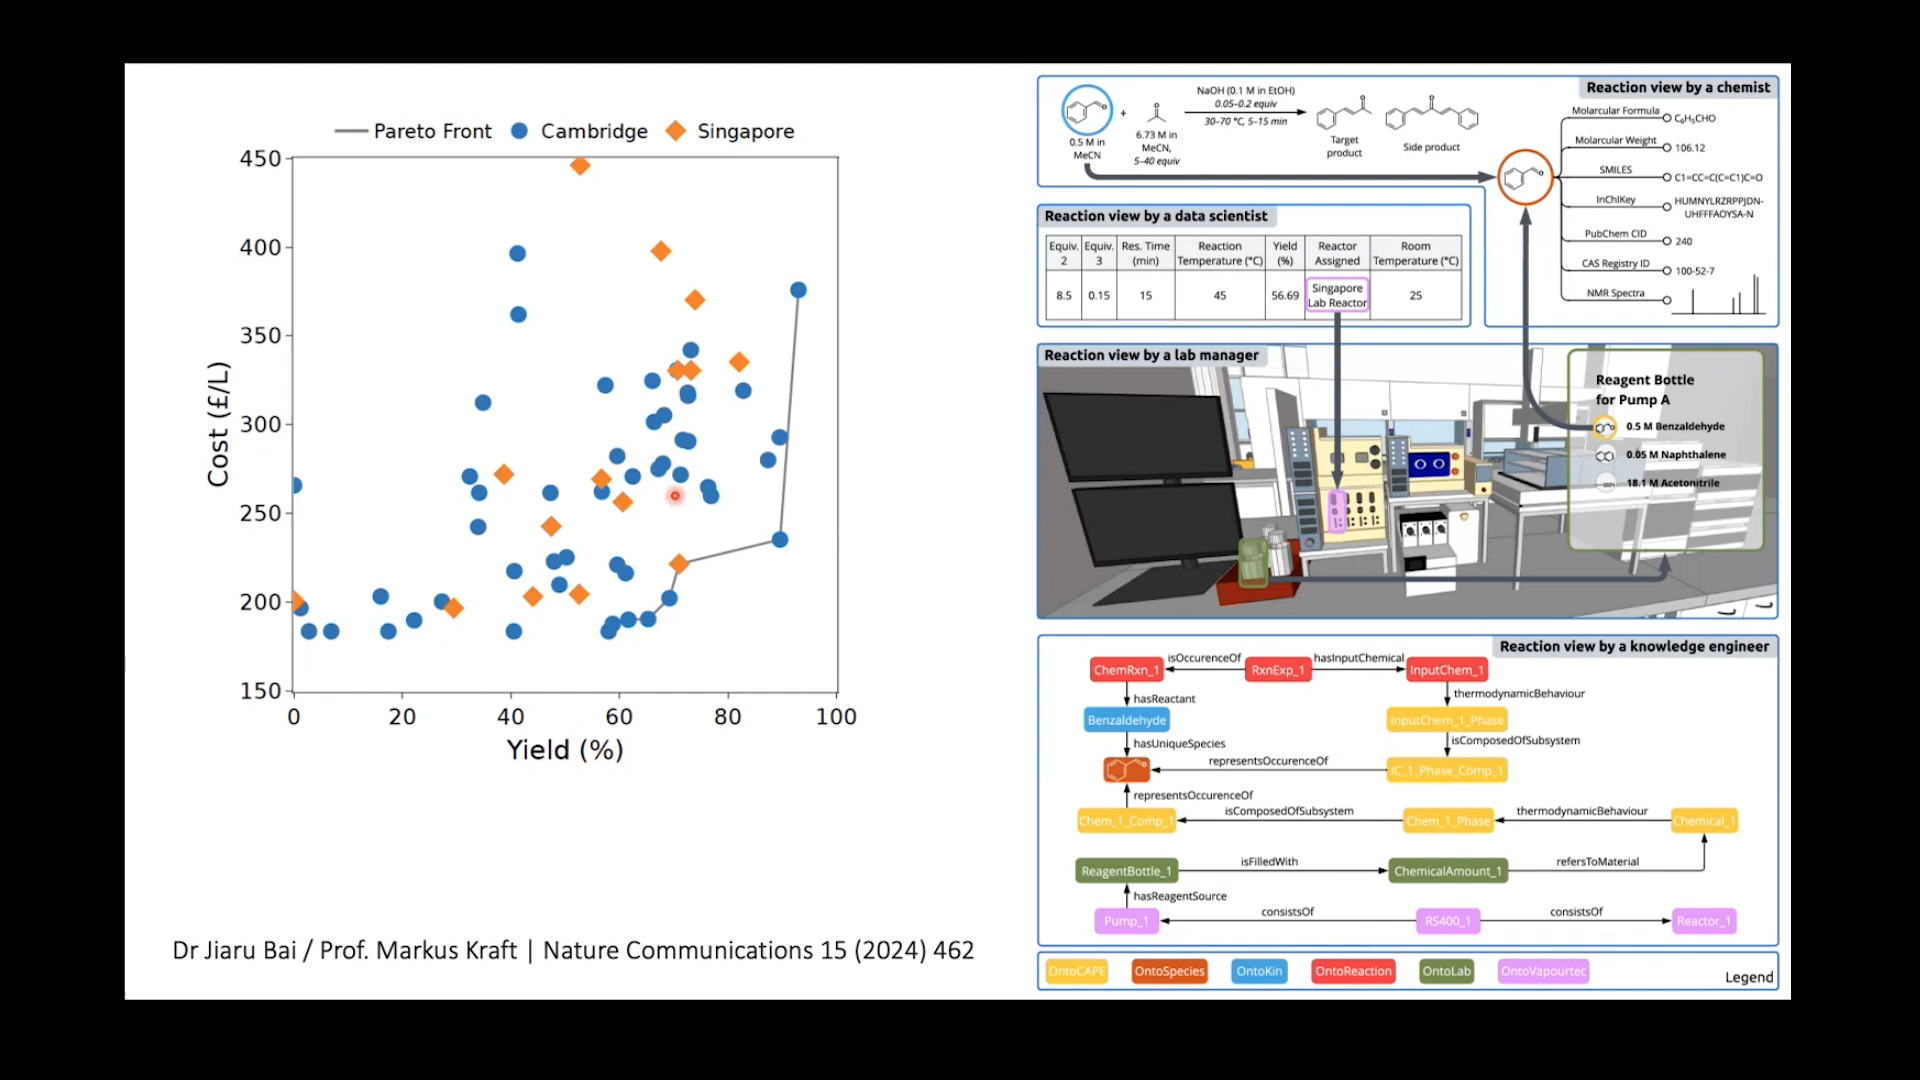 Pareto Front Cambridge Singapore
450
400
350
300
250
200
150
Cost (£/L)
0 20 40 60 80 100
Yield (%)
Dr Jiaru Bai / Prof. Markus Kraft | Nature Communications 15 (2024) 462
Reaction view by a chemist
0.5 M in
MeCN
+
6.73 M in
MeCN,
5–40 equiv
NaOH (0.1 M in EtOH)
0.05–0.2 equiv
30–70 °C, 5–15 min
Target
product
Side product
Molarcular Formula C₆H₅CHO
Molarcular Weight 106.12
SMILES C1=CC=C(C=C1)C=O
InChIKey HUMNYLRZRPPJDN-
UHFFFAOYSA-N
PubChem CID 240
CAS Registry ID 100-52-7
NMR Spectra
Reaction view by a data scientist
Equiv. Equiv. Res. Time Reaction Yield Reactor Room
2 3 (min) Temperature (°C) (%) Assigned Temperature (°C)
8.5 0.15 15 45 56.69 Singapore 25
Lab Reactor
Reaction view by a lab manager
Reagent Bottle
for Pump A
0.5 M Benzaldehyde
0.05 M Naphthalene
18.1 M Acetonitrile
Reaction view by a knowledge engineer
ChemRxn_1 isOccurenceOf RxnExp_1 hasInputChemical InputChem_1
hasReactant thermodynamicBehaviour
Benzaldehyde InputChem_1_Phase
hasUniqueSpecies isComposedOfSubsystem
representsOccurenceOf IC_1_Phase_Comp_1
representsOccurenceOf
Chem_1_Comp_1 isComposedOfSubsystem Chem_1_Phase thermodynamicBehaviour Chemical_1
ReagentBottle_1 isFilledWith ChemicalAmount_1 refersToMaterial
hasReagentSource
Pump_1 consistsOf RS400_1 consistsOf Reactor_1
OntoCAPE OntoSpecies OntoKin OntoReaction OntoLab OntoVapourtec Legend